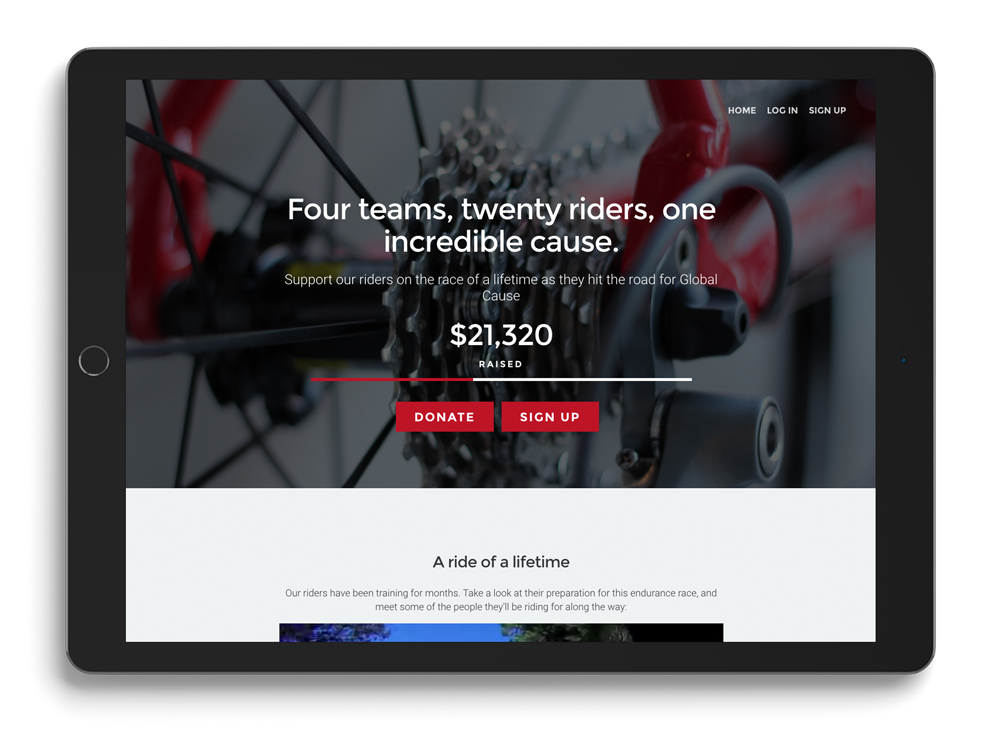 HOME LOG IN SIGN UP
Four teams, twenty riders, one
incredible cause.
Support our riders on the race of a lifetime as they hit the road for Global
Cause
$21,320
RAISED
DONATE SIGN UP
A ride of a lifetime
Our riders have been training for months. Take a look at their preparation for this endurance race, and
meet some of the people they'll be riding for along the way: